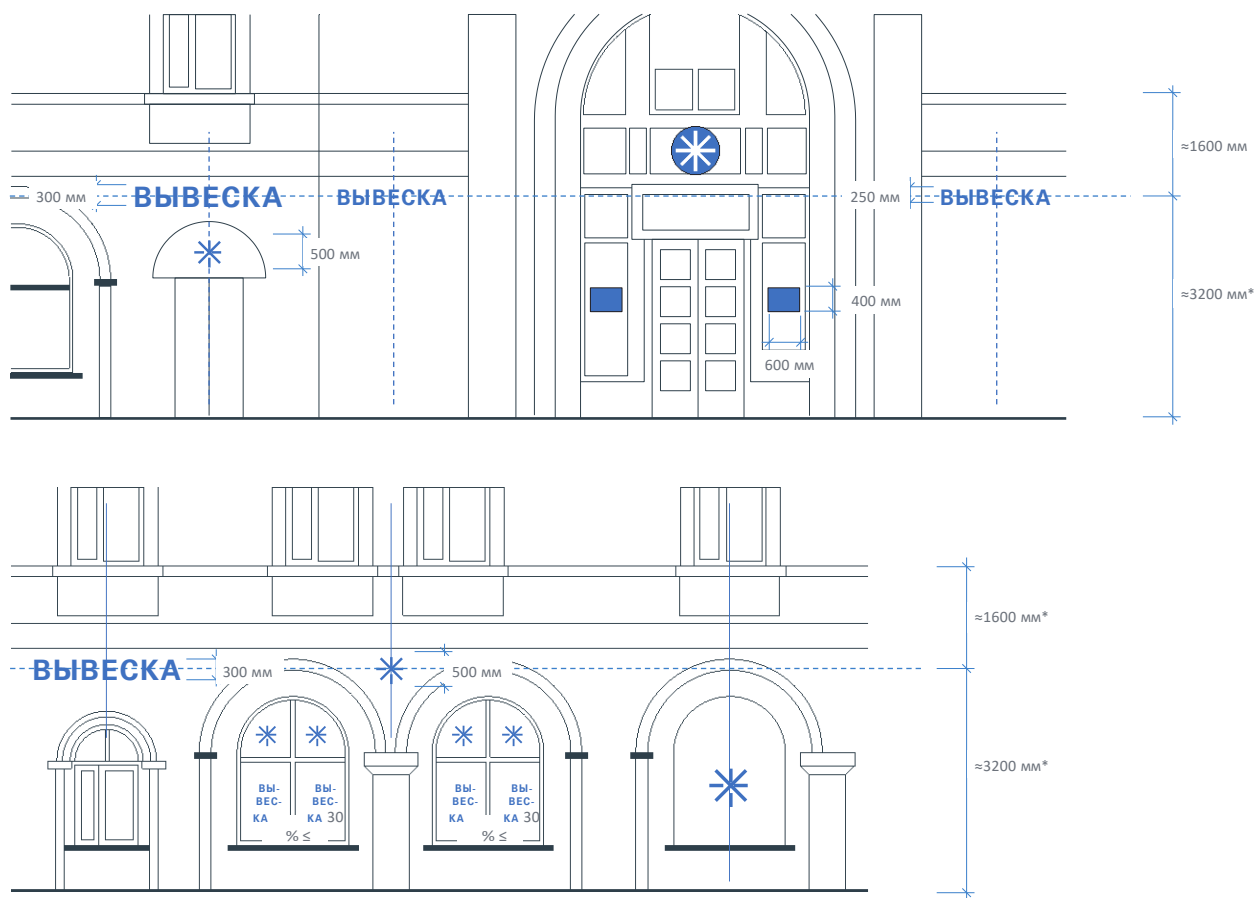 ≈1600 мм
300 мм
ВЫВЕСКА
ВЫВЕСКА
250 мм
ВЫВЕСКА
500 мм
400 мм
≈3200 мм*
600 мм
≈1600 мм*
ВЫВЕСКА
300 мм
500 мм
≈3200 мм*
ВЫ-
ВЕС-
КА
ВЫ-
ВЕС-
КА 30
% ≤
ВЫ-
ВЕС-
КА
ВЫ-
ВЕС-
КА 30
% ≤